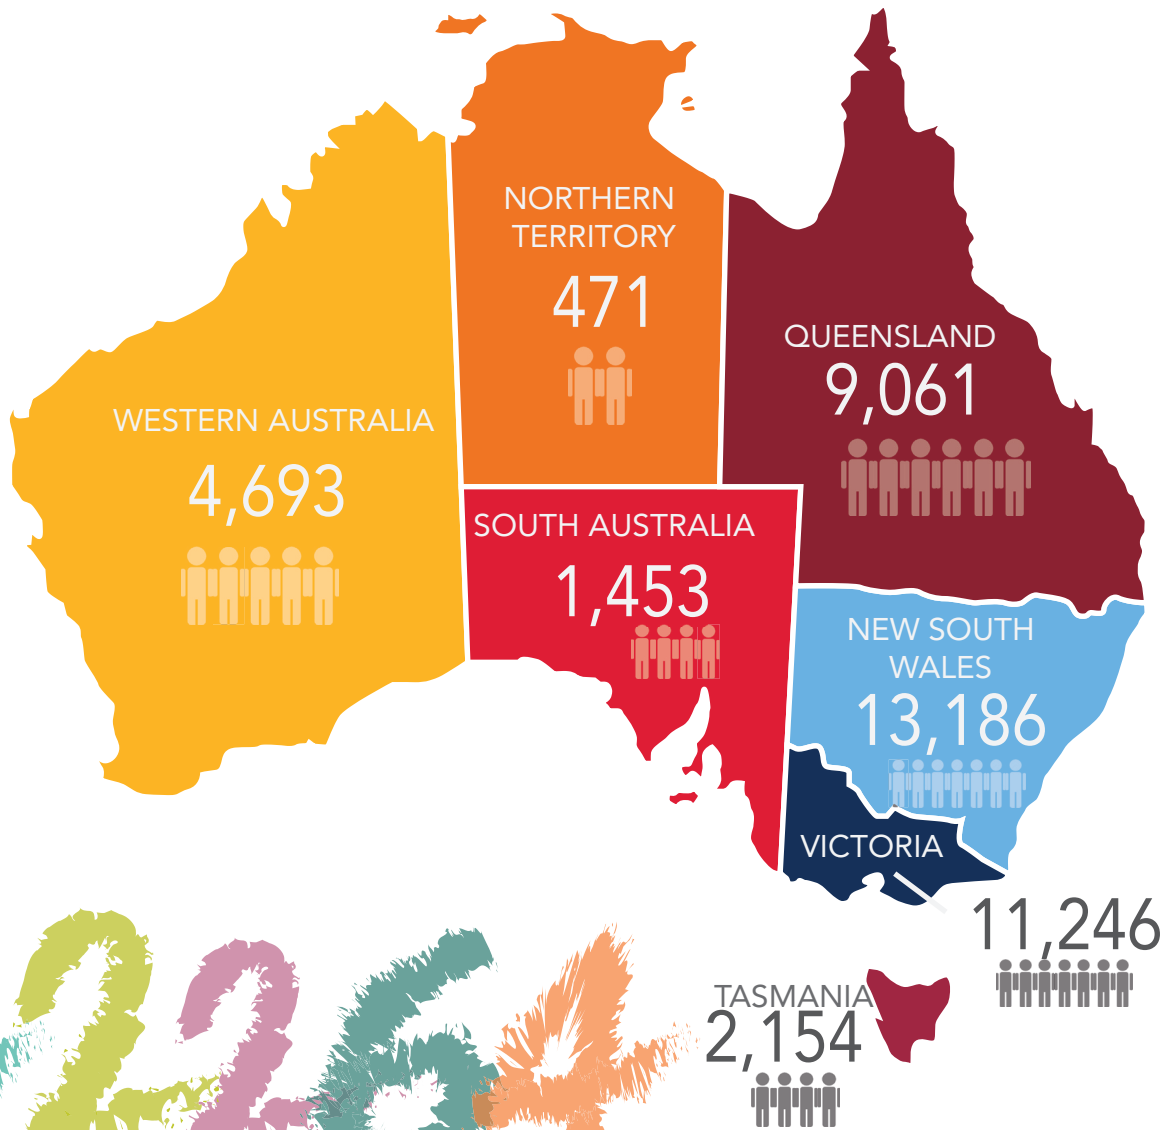 NORTHERN
TERRITORY
471
QUEENSLAND
9,061
WESTERN AUSTRALIA
4,693
SOUTH AUSTRALIA
1,453
NEW SOUTH
WALES
13,186
VICTORIA
11,246
TASMANIA
2,154
2264